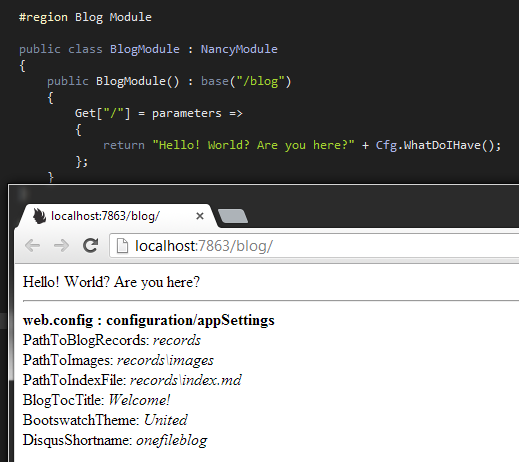 #region Blog Module
public class BlogModule : NancyModule
{
public BlogModule() : base("/blog")
{
Get["/"] = parameters =>
{
return "Hello! World? Are you here?" + Cfg.WhatDoIHave();
};
}
localhost:7863/blog/
localhost:7863/blog/
Hello! World? Are you here?
web.config : configuration/appSettings
PathToBlogRecords: records
PathToImages: records\images
PathToIndexFile: records\index.md
BlogTocTitle: Welcome!
BootswatchTheme: United
DisqusShortname: onefileblog